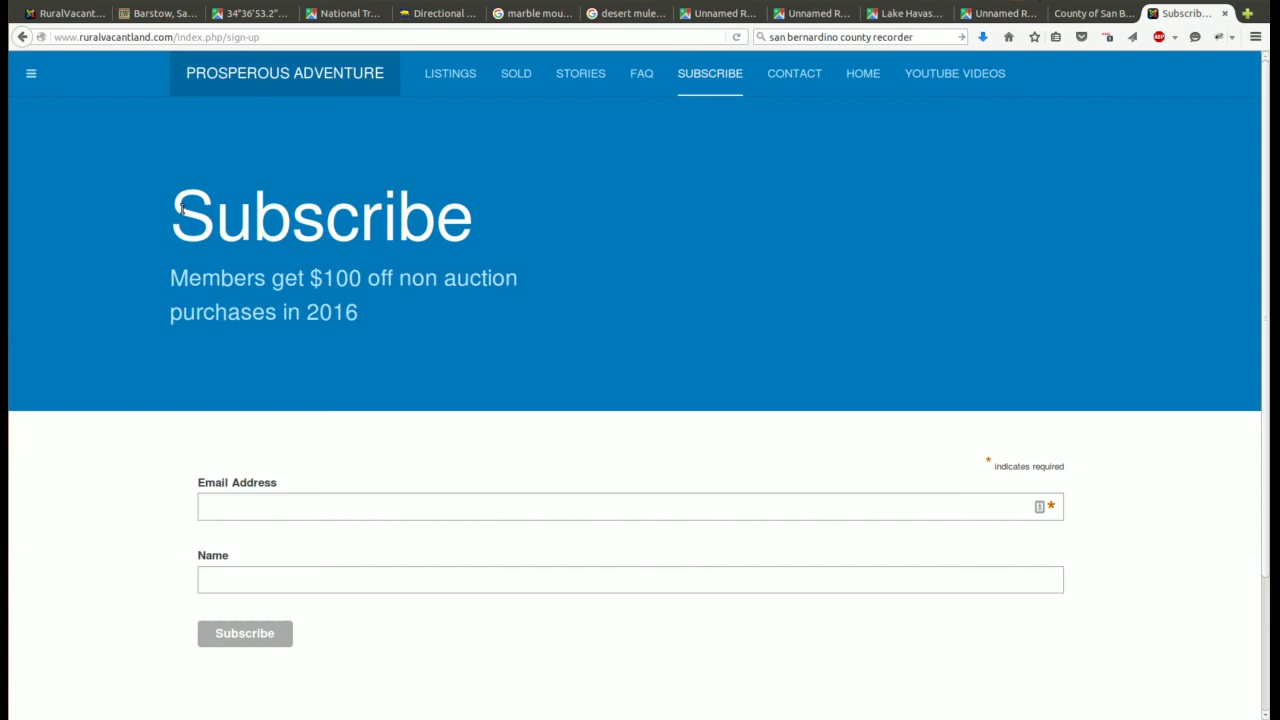 RuralVacant...
Barstow, Sa...
34°36'53.2"...
National Tr...
Directional ...
marble mou...
desert mule...
Unnamed R...
Unnamed R...
Lake Havas...
Unnamed R...
County of San B...
Subscrib...
www.ruralvacantland.com/index.php/sign-up
san bernardino county recorder
PROSPEROUS ADVENTURE
LISTINGS
SOLD
STORIES
FAQ
SUBSCRIBE
CONTACT
HOME
YOUTUBE VIDEOS
Subscribe
Members get $100 off non auction
purchases in 2016
* indicates required
Email Address
*
Name
Subscribe